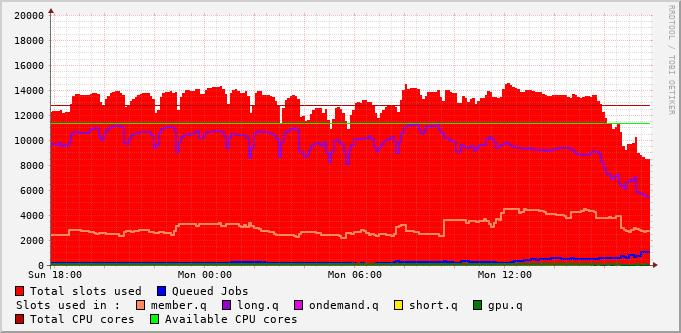 20000
18000
16000
14000
12000
10000
8000
6000
4000
2000
0
Sun 18:00 Mon 00:00 Mon 06:00 Mon 12:00
Total slots used Queued Jobs
Slots used in : member.q long.q ondemand.q short.q gpu.q
Total CPU cores Available CPU cores
RRDTOOL / TOBI OETIKER